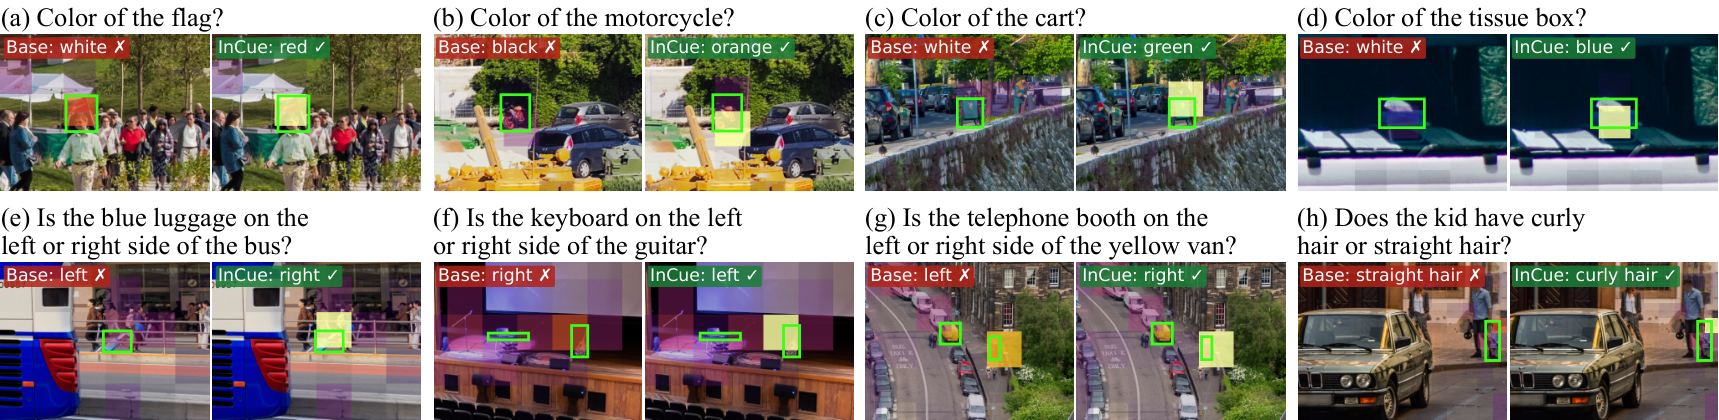 (a) Color of the flag?
Base: white ✗
InCue: red ✓
(b) Color of the motorcycle?
Base: black ✗
InCue: orange ✓
(c) Color of the cart?
Base: white ✗
InCue: green ✓
(d) Color of the tissue box?
Base: white ✗
InCue: blue ✓
(e) Is the blue luggage on the
left or right side of the bus?
Base: left ✗
InCue: right ✓
(f) Is the keyboard on the left
or right side of the guitar?
Base: right ✗
InCue: left ✓
(g) Is the telephone booth on the
left or right side of the yellow van?
Base: left ✗
InCue: right ✓
(h) Does the kid have curly
hair or straight hair?
Base: straight hair ✗
InCue: curly hair ✓